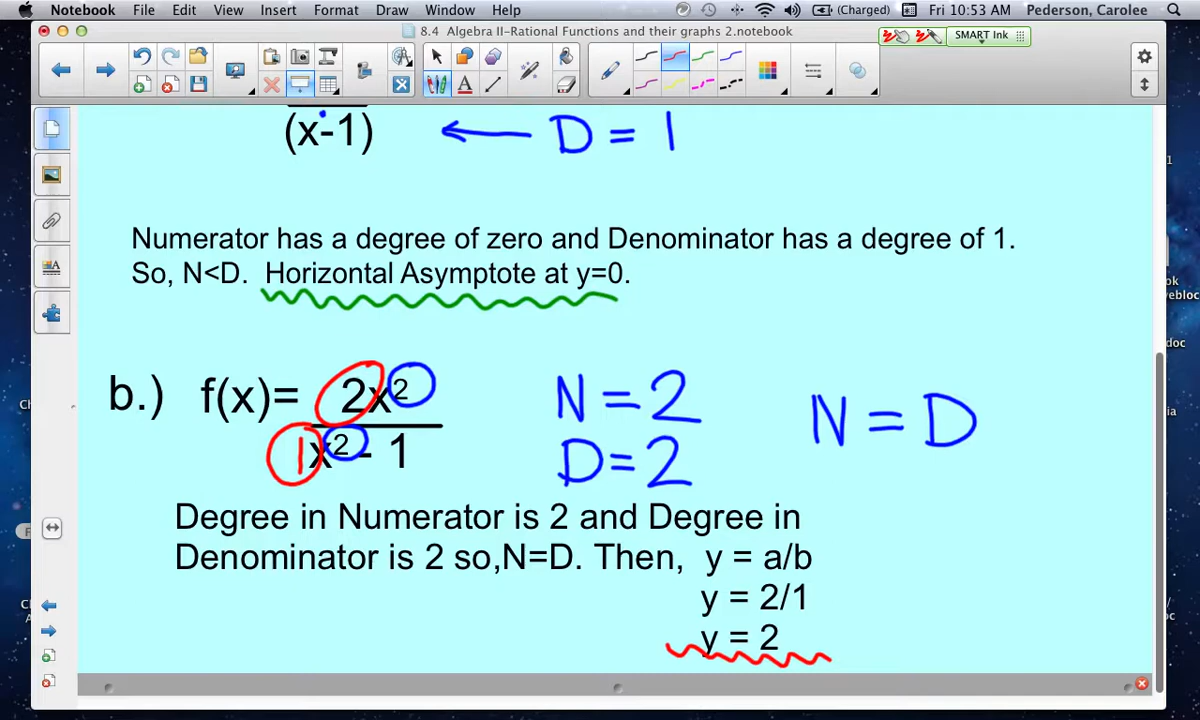 Notebook File Edit View Insert Format Draw Window Help (Charged) Fri 10:53 AM Pederson, Carolee
8.4 Algebra II-Rational Functions and their graphs 2.notebook
SMART Ink
(x-1) ← D = 1
Numerator has a degree of zero and Denominator has a degree of 1.
So, N<D. Horizontal Asymptote at y=0.
b.) f(x)= 2x² N = 2 N = D
1x² - 1 D = 2
Degree in Numerator is 2 and Degree in
Denominator is 2 so,N=D. Then, y = a/b
y = 2/1
y = 2